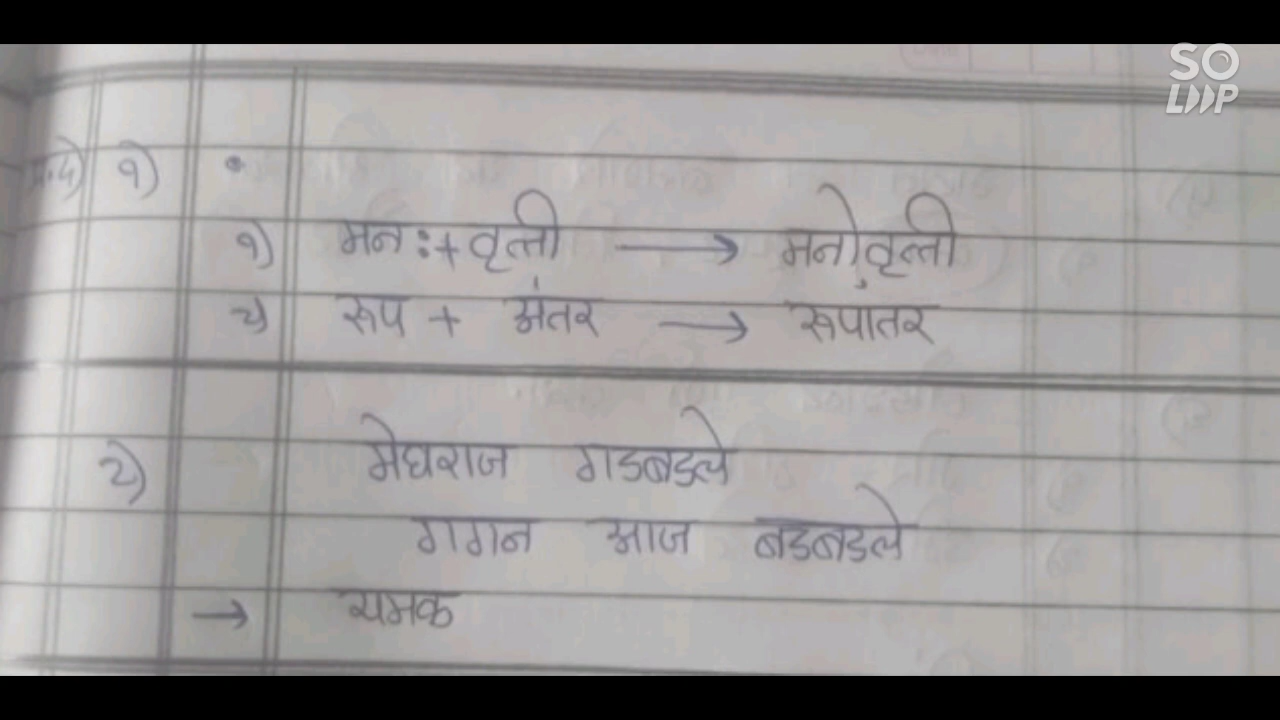 SO
LOOP
१) •
१) मनः + वृत्ती → मनोवृत्ती
२) रूप + अंतर → रूपांतर
२) मेघराज गडबडले
गगन आज बडबडले
→ यमक